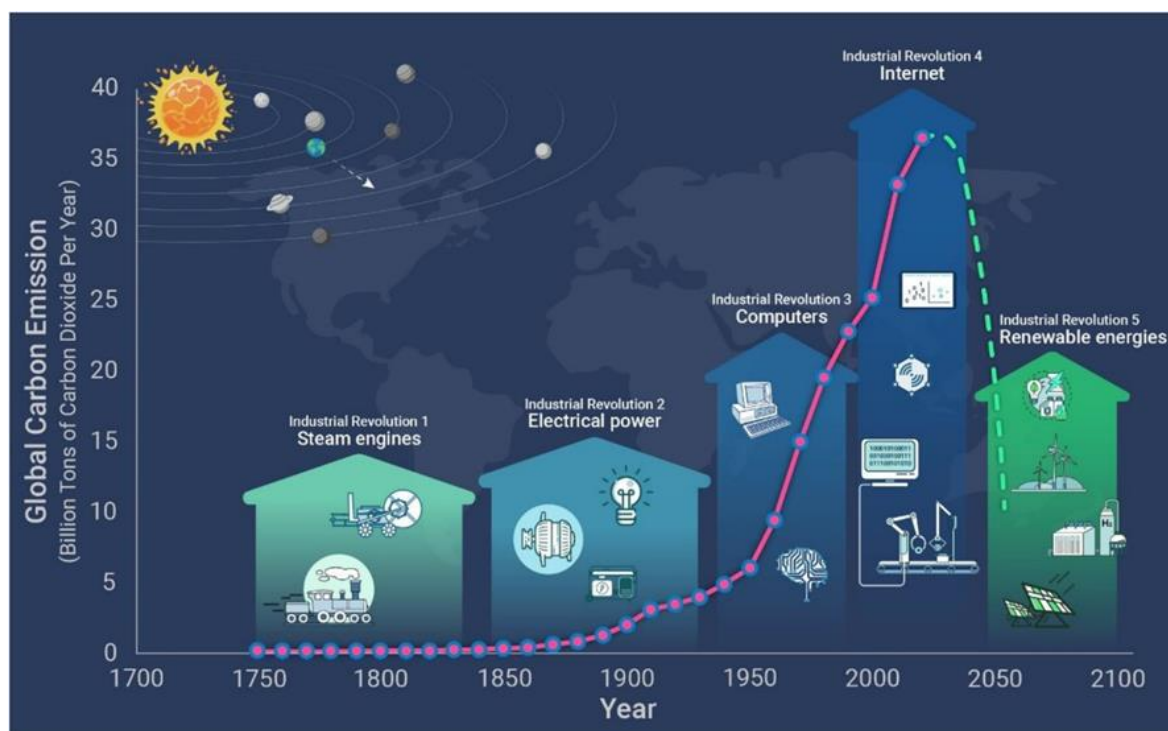 Industrial Revolution 4
Internet
40
35
30
25
20
15
10
5
0
Global Carbon Emission
(Billion Tons of Carbon Dioxide Per Year)
Industrial Revolution 3
Computers
Industrial Revolution 5
Renewable energies
Industrial Revolution 1
Steam engines
Industrial Revolution 2
Electrical power
H₂
1700 1750 1800 1850 1900 1950 2000 2050 2100
Year